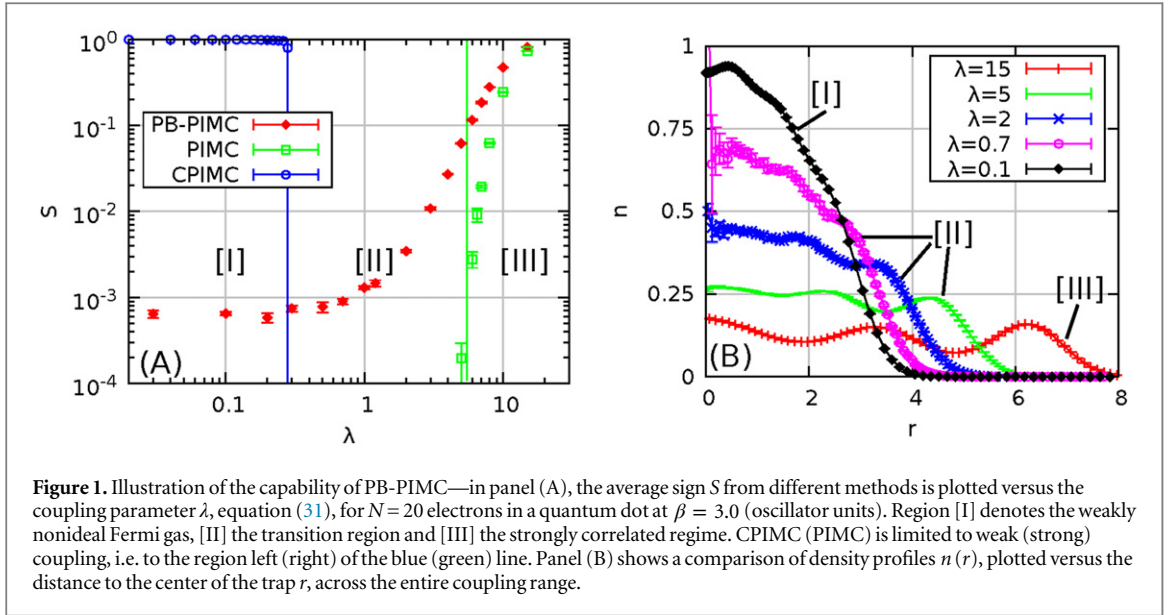 10⁰
10⁻¹
10⁻²
10⁻³
10⁻⁴
S
PB-PIMC
PIMC
CPIMC
[I]
[II]
[III]
(A)
0.1
1
10
λ
1
0.75
0.5
0.25
0
n
λ=15
λ=5
λ=2
λ=0.7
λ=0.1
[I]
[II]
[III]
(B)
0
2
4
6
8
r
Figure 1. Illustration of the capability of PB-PIMC—in panel (A), the average sign S from different methods is plotted versus the
coupling parameter λ, equation (31), for N = 20 electrons in a quantum dot at β = 3.0 (oscillator units). Region [I] denotes the weakly
nonideal Fermi gas, [II] the transition region and [III] the strongly correlated regime. CPIMC (PIMC) is limited to weak (strong)
coupling, i.e. to the region left (right) of the blue (green) line. Panel (B) shows a comparison of density profiles n(r), plotted versus the
distance to the center of the trap r, across the entire coupling range.